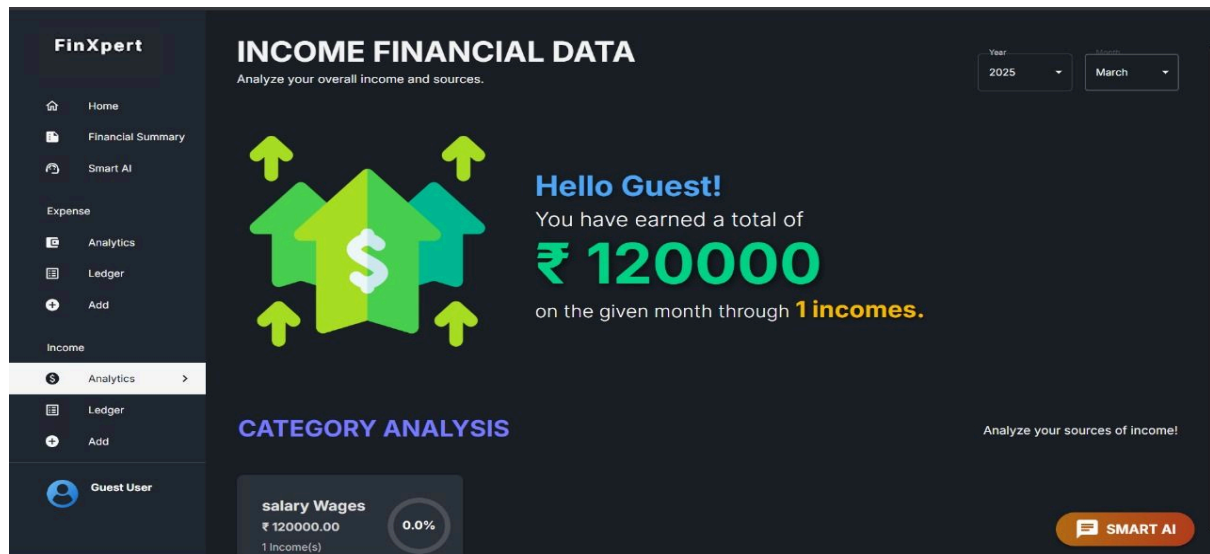 FinXpert
Home
Financial Summary
Smart AI
Expense
Analytics
Ledger
Add
Income
Analytics
Ledger
Add
Guest User
INCOME FINANCIAL DATA
Analyze your overall income and sources.
Year
2025
Month
March
$
Hello Guest!
You have earned a total of
₹ 120000
on the given month through 1 incomes.
CATEGORY ANALYSIS
Analyze your sources of income!
salary Wages
₹ 120000.00
1 Income(s)
0.0%
SMART AI